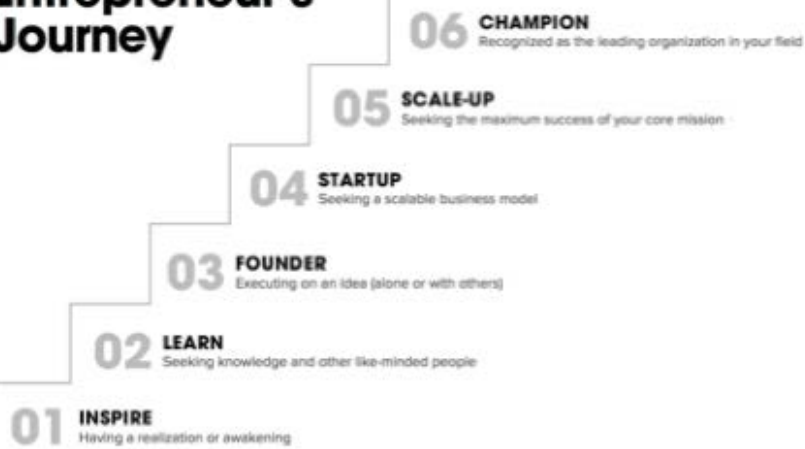 Entrepreneur's
Journey
06 CHAMPION
Recognized as the leading organization in your field
05 SCALE-UP
Seeking the maximum success of your core mission
04 STARTUP
Seeking a scalable business model
03 FOUNDER
Executing on an idea (alone or with others)
02 LEARN
Seeking knowledge and other like-minded people
01 INSPIRE
Having a realization or awakening